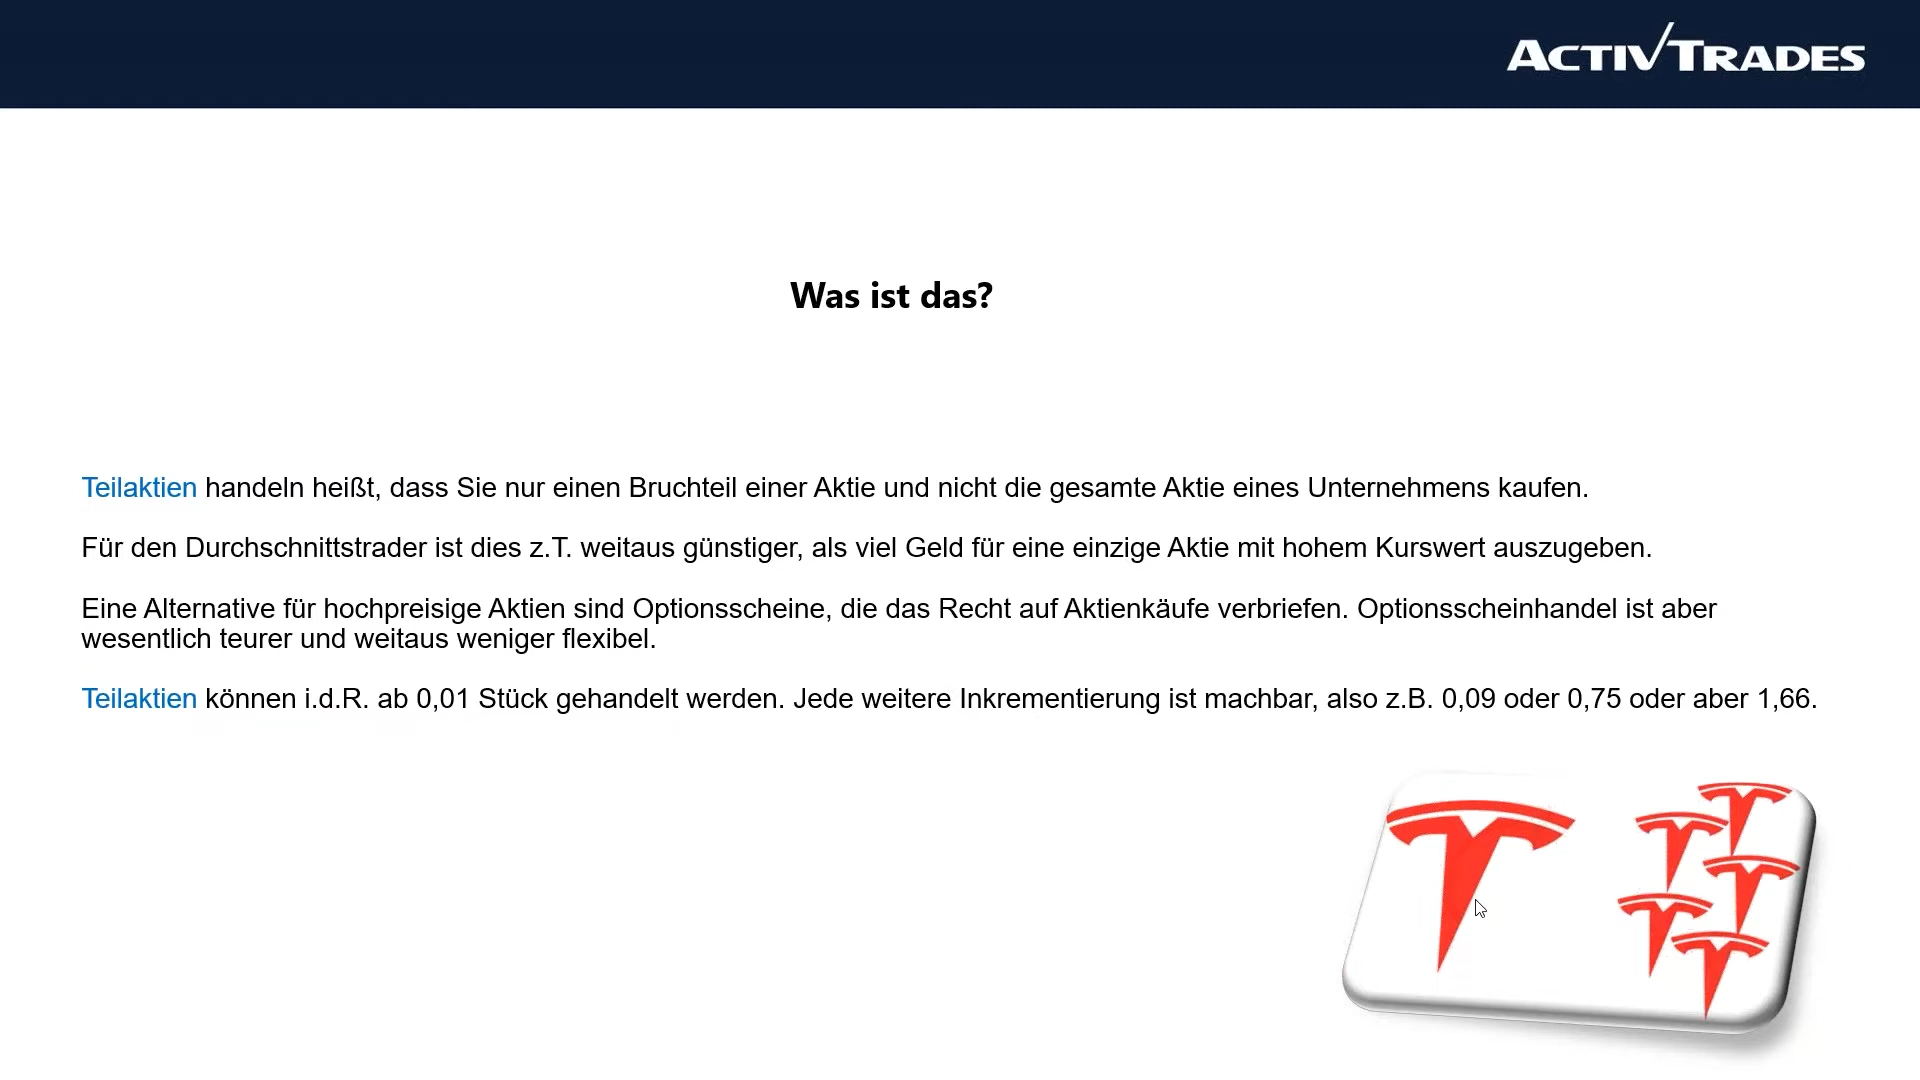 ACTIVTRADES
Was ist das?
Teilaktien handeln heißt, dass Sie nur einen Bruchteil einer Aktie und nicht die gesamte Aktie eines Unternehmens kaufen.
Für den Durchschnittstrader ist dies z.T. weitaus günstiger, als viel Geld für eine einzige Aktie mit hohem Kurswert auszugeben.
Eine Alternative für hochpreisige Aktien sind Optionsscheine, die das Recht auf Aktienkäufe verbriefen. Optionsscheinhandel ist aber
wesentlich teurer und weitaus weniger flexibel.
Teilaktien können i.d.R. ab 0,01 Stück gehandelt werden. Jede weitere Inkrementierung ist machbar, also z.B. 0,09 oder 0,75 oder aber 1,66.